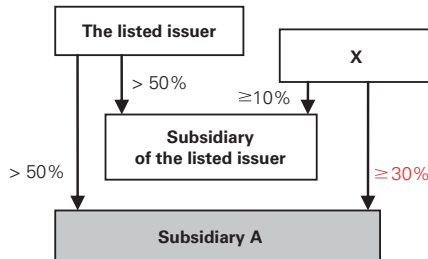 The listed issuer
X
> 50%
≥10%
Subsidiary
of the listed issuer
> 50%
≥30%
Subsidiary A